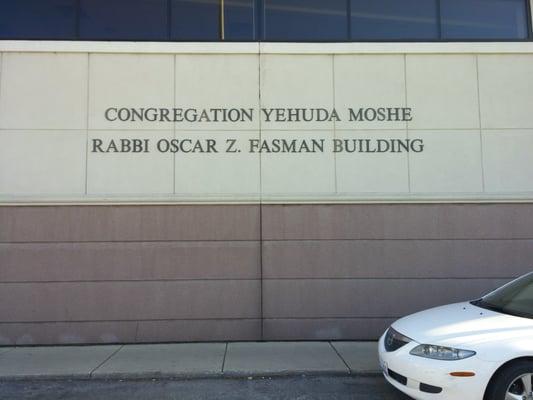 CONGREGATION YEHUDA MOSHE
RABBI OSCAR Z. FASMAN BUILDING